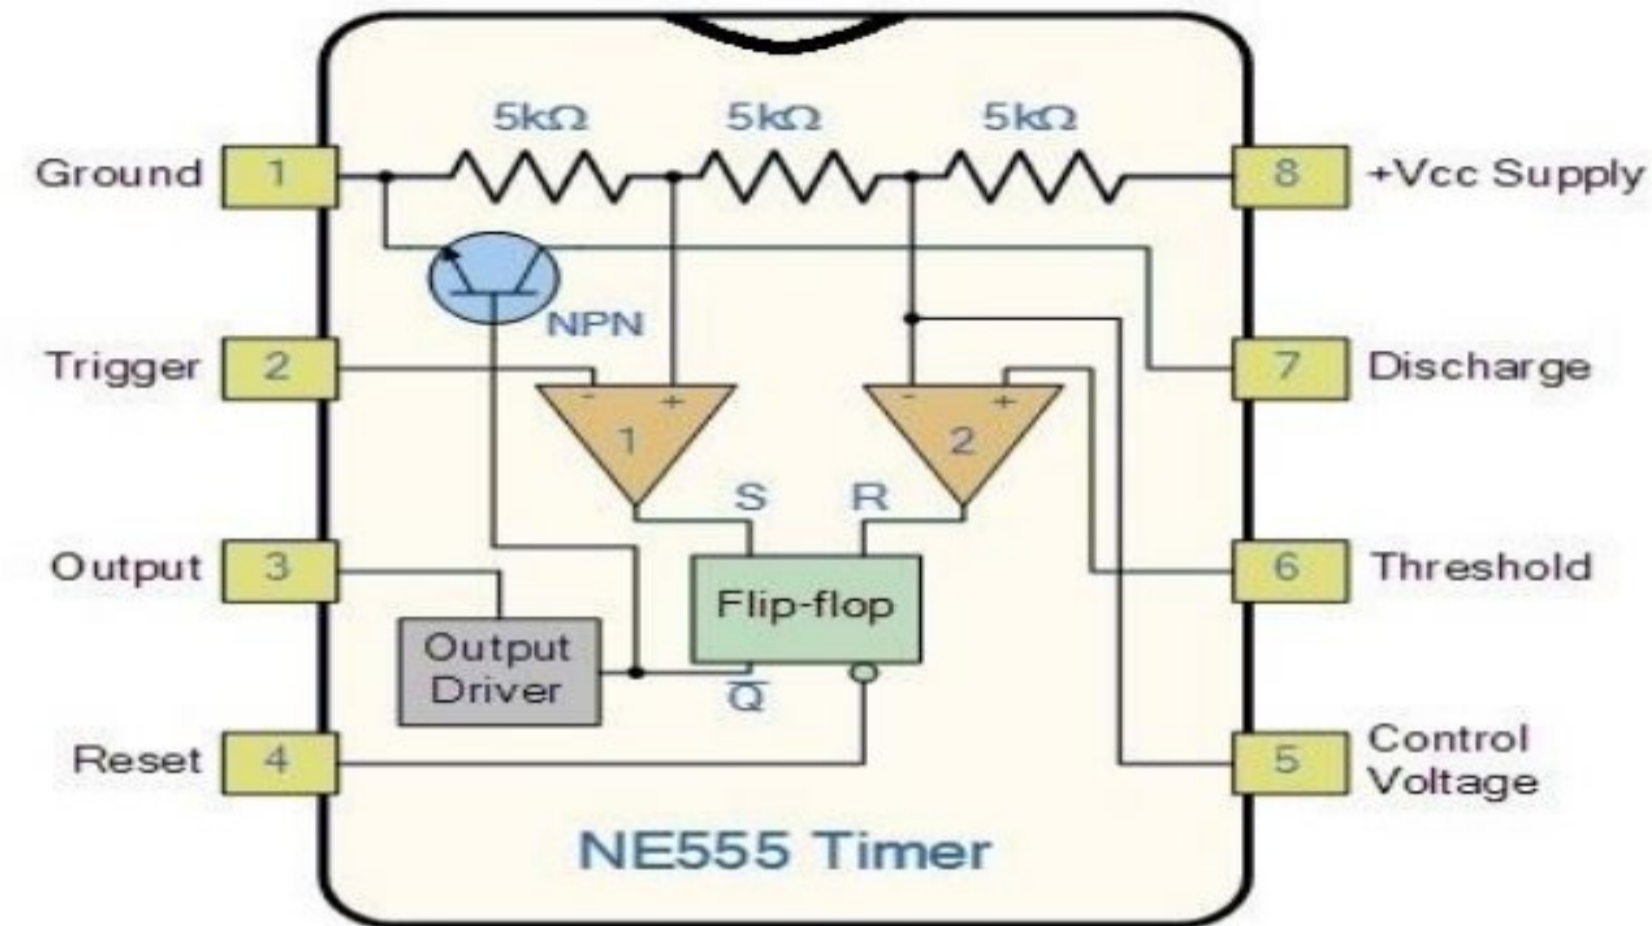 5kΩ 5kΩ 5kΩ
Ground 1 8 +Vcc Supply
NPN
Trigger 2 7 Discharge
- + - +
1 2
S R
Output 3 6 Threshold
Flip-flop
Output
Driver
Q̅
Reset 4 5 Control
Voltage
NE555 Timer